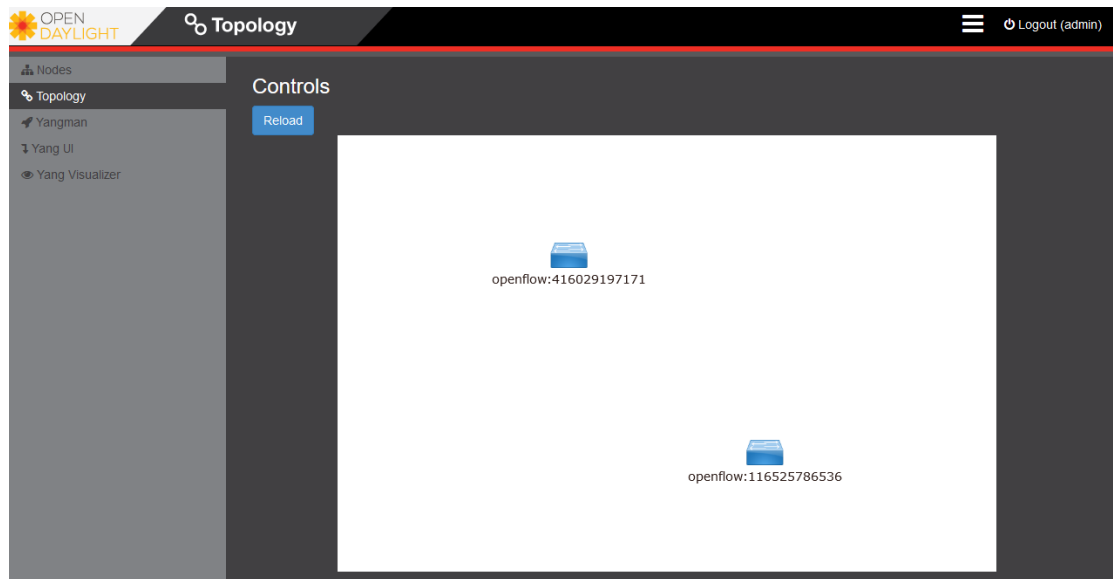 OPEN
DAYLIGHT
Topology
Logout (admin)
Nodes
Topology
Yangman
Yang UI
Yang Visualizer
Controls
Reload
openflow:416029197171
openflow:116525786536